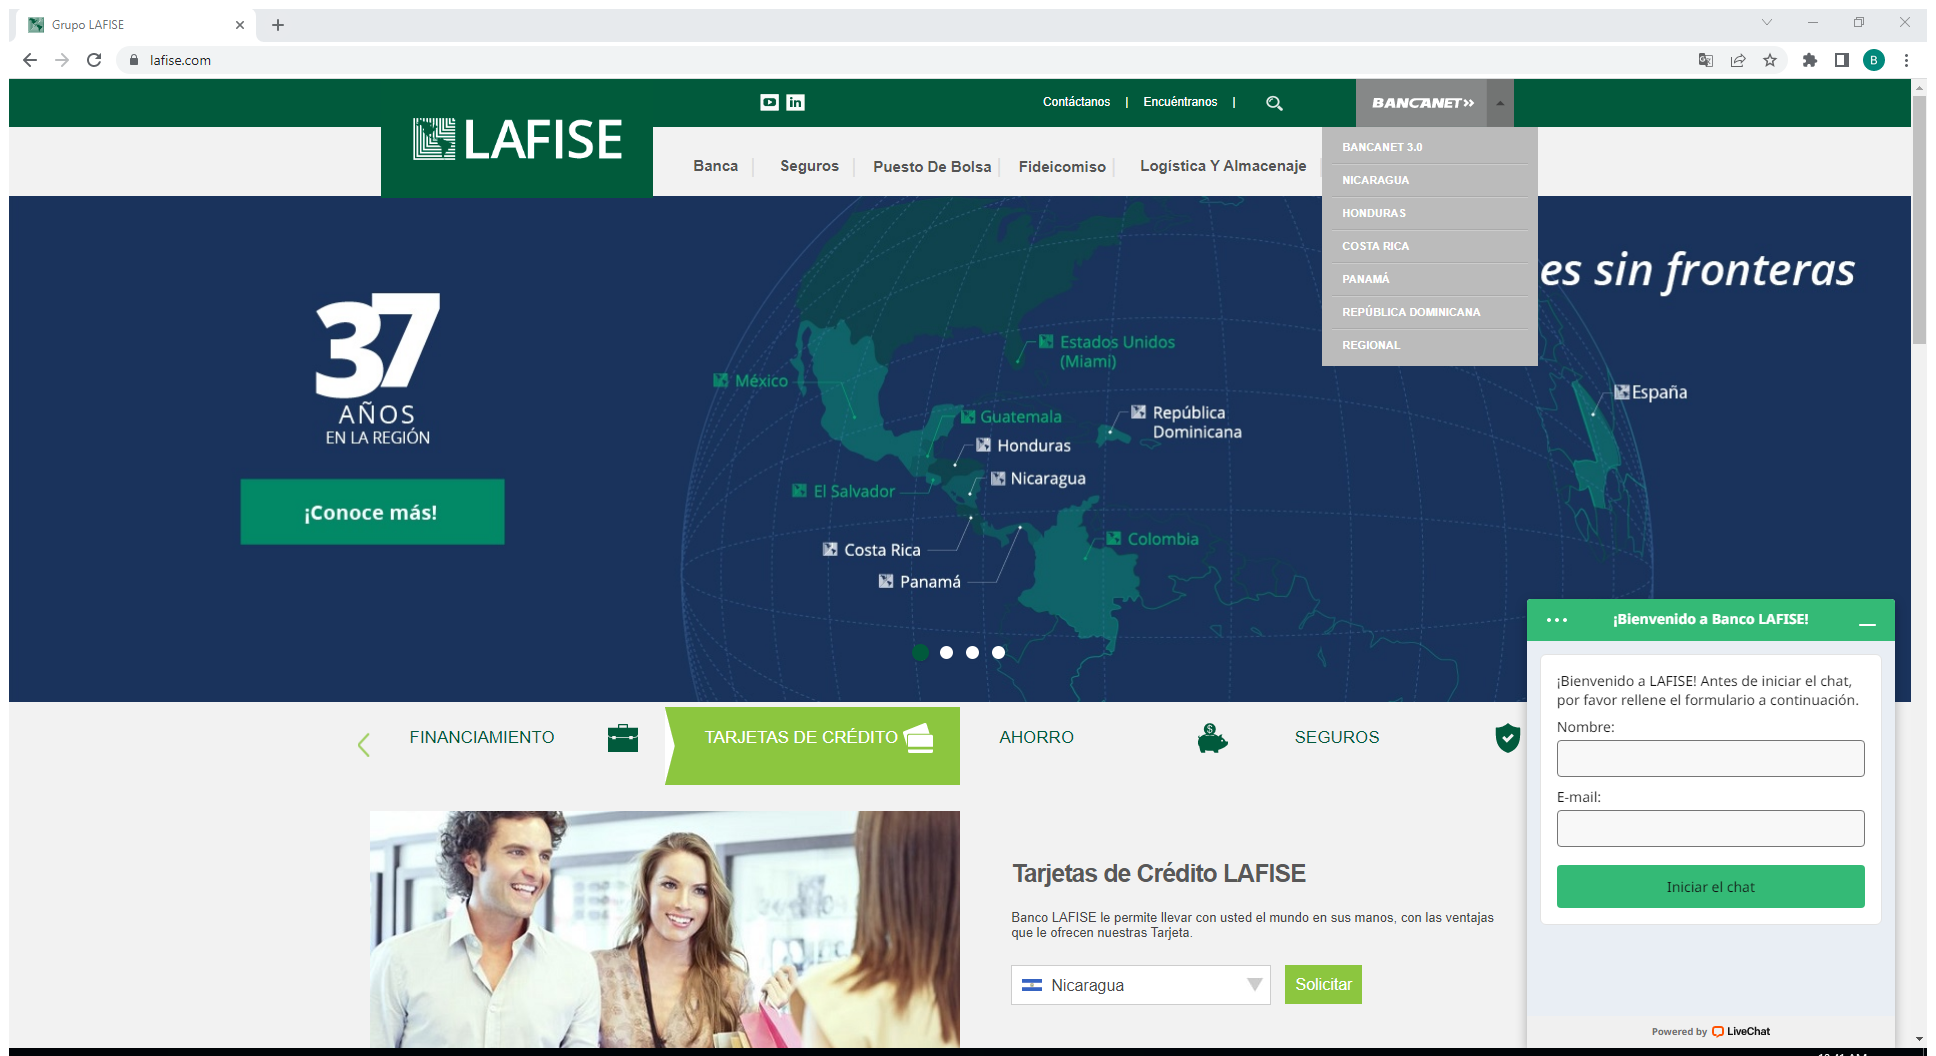 Grupo LAFISE
lafise.com
B
Contáctanos | Encuéntranos |
BANCANET»
LAFISE
Banca
Seguros
Puesto De Bolsa
Fideicomiso
Logística Y Almacenaje
BANCANET 3.0
NICARAGUA
HONDURAS
COSTA RICA
PANAMÁ
REPÚBLICA DOMINICANA
REGIONAL
es sin fronteras
37
AÑOS
EN LA REGIÓN
¡Conoce más!
Estados Unidos
(Miami)
México
España
Guatemala
República
Dominicana
Honduras
Nicaragua
El Salvador
Colombia
Costa Rica
Panamá
FINANCIAMIENTO
TARJETAS DE CRÉDITO
AHORRO
SEGUROS
Tarjetas de Crédito LAFISE
Banco LAFISE le permite llevar con usted el mundo en sus manos, con las ventajas
que le ofrecen nuestras Tarjeta.
Nicaragua
Solicitar
¡Bienvenido a Banco LAFISE!
¡Bienvenido a LAFISE! Antes de iniciar el chat,
por favor rellene el formulario a continuación.
Nombre:
E-mail:
Iniciar el chat
Powered by LiveChat